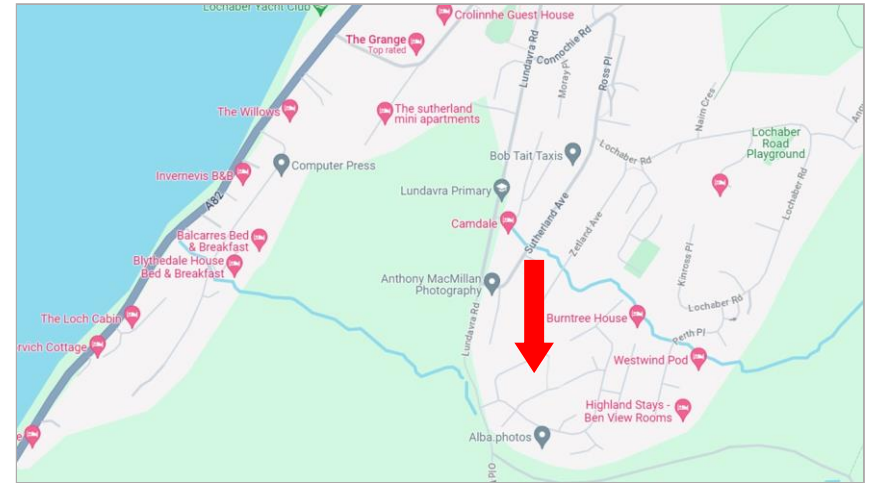 Lochaber Yacht Club
Crolinnhe Guest House
The Grange
Top rated
Lundavra Rd
Connochie Rd
Moray Pl
Ross Pl
The Willows
The sutherland
mini apartments
Nairn Cres
Lochaber
Road
Playground
Bob Tait Taxis
Lochaber Rd
Computer Press
Invernevis B&B
A82
Lundavra Primary
Lochaber Rd
Camdale
Sutherland Ave
Zetland Ave
Balcarres Bed
& Breakfast
Blythedale House
Bed & Breakfast
Kinross Pl
Anthony MacMillan
Photography
Lundavra Rd
Lochaber Rd
The Loch Cabin
Burntree House
Perth Pl
rvich Cottage
Westwind Pod
Highland Stays -
Ben View Rooms
Alba.photos